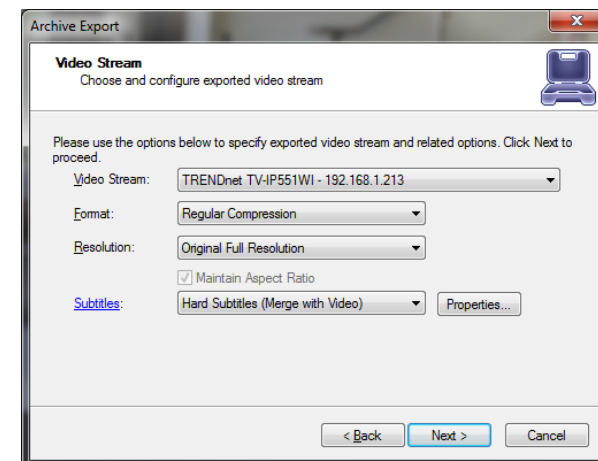 Archive Export
Video Stream
Choose and configure exported video stream
Please use the options below to specify exported video stream and related options. Click Next to
proceed.
Video Stream: TRENDnet TV-IP551WI - 192.168.1.213
Format: Regular Compression
Resolution: Original Full Resolution
Maintain Aspect Ratio
Subtitles: Hard Subtitles (Merge with Video) Properties...
< Back Next > Cancel